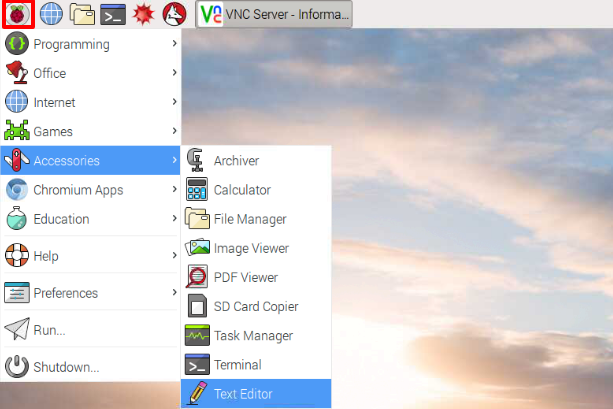 VNC Server - Informa...
Programming
Office
Internet
Games
Accessories
Chromium Apps
Education
Help
Preferences
Run...
Shutdown...
Archiver
Calculator
File Manager
Image Viewer
PDF Viewer
SD Card Copier
Task Manager
Terminal
Text Editor